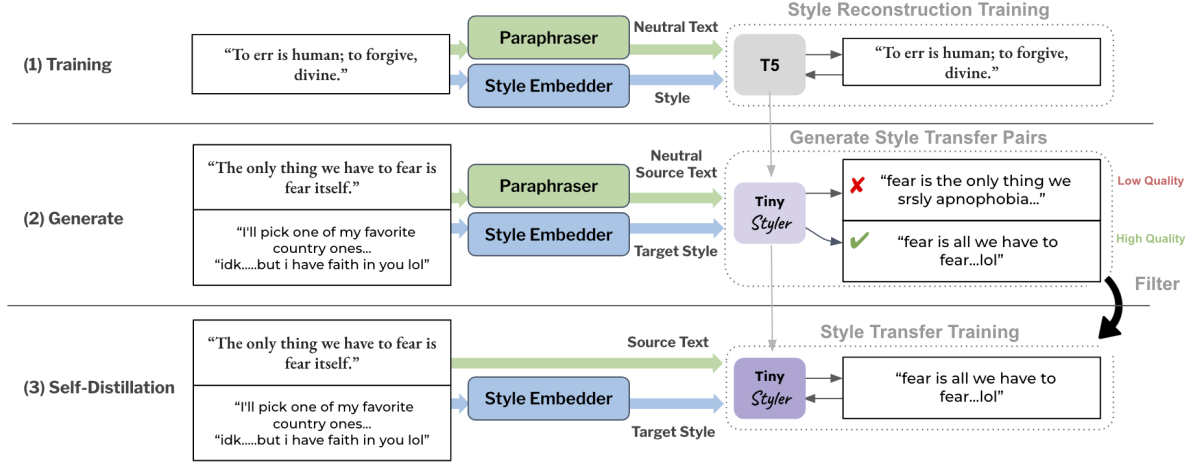 Style Reconstruction Training
(1) Training
“To err is human; to forgive,
divine.”
Paraphraser
Style Embedder
Neutral Text
Style
T5
“To err is human; to forgive,
divine.”
Generate Style Transfer Pairs
(2) Generate
“The only thing we have to fear is
fear itself.”
“I'll pick one of my favorite
country ones...
“idk.....but i have faith in you lol”
Paraphraser
Style Embedder
Neutral
Source Text
Target Style
Tiny
Styler
✘
“fear is the only thing we
srsly apnophobia...”
Low Quality
✔
“fear is all we have to
fear...lol”
High Quality
Filter
Style Transfer Training
(3) Self-Distillation
“The only thing we have to fear is
fear itself.”
“I'll pick one of my favorite
country ones...
“idk.....but i have faith in you lol”
Source Text
Style Embedder
Target Style
Tiny
Styler
“fear is all we have to
fear...lol”